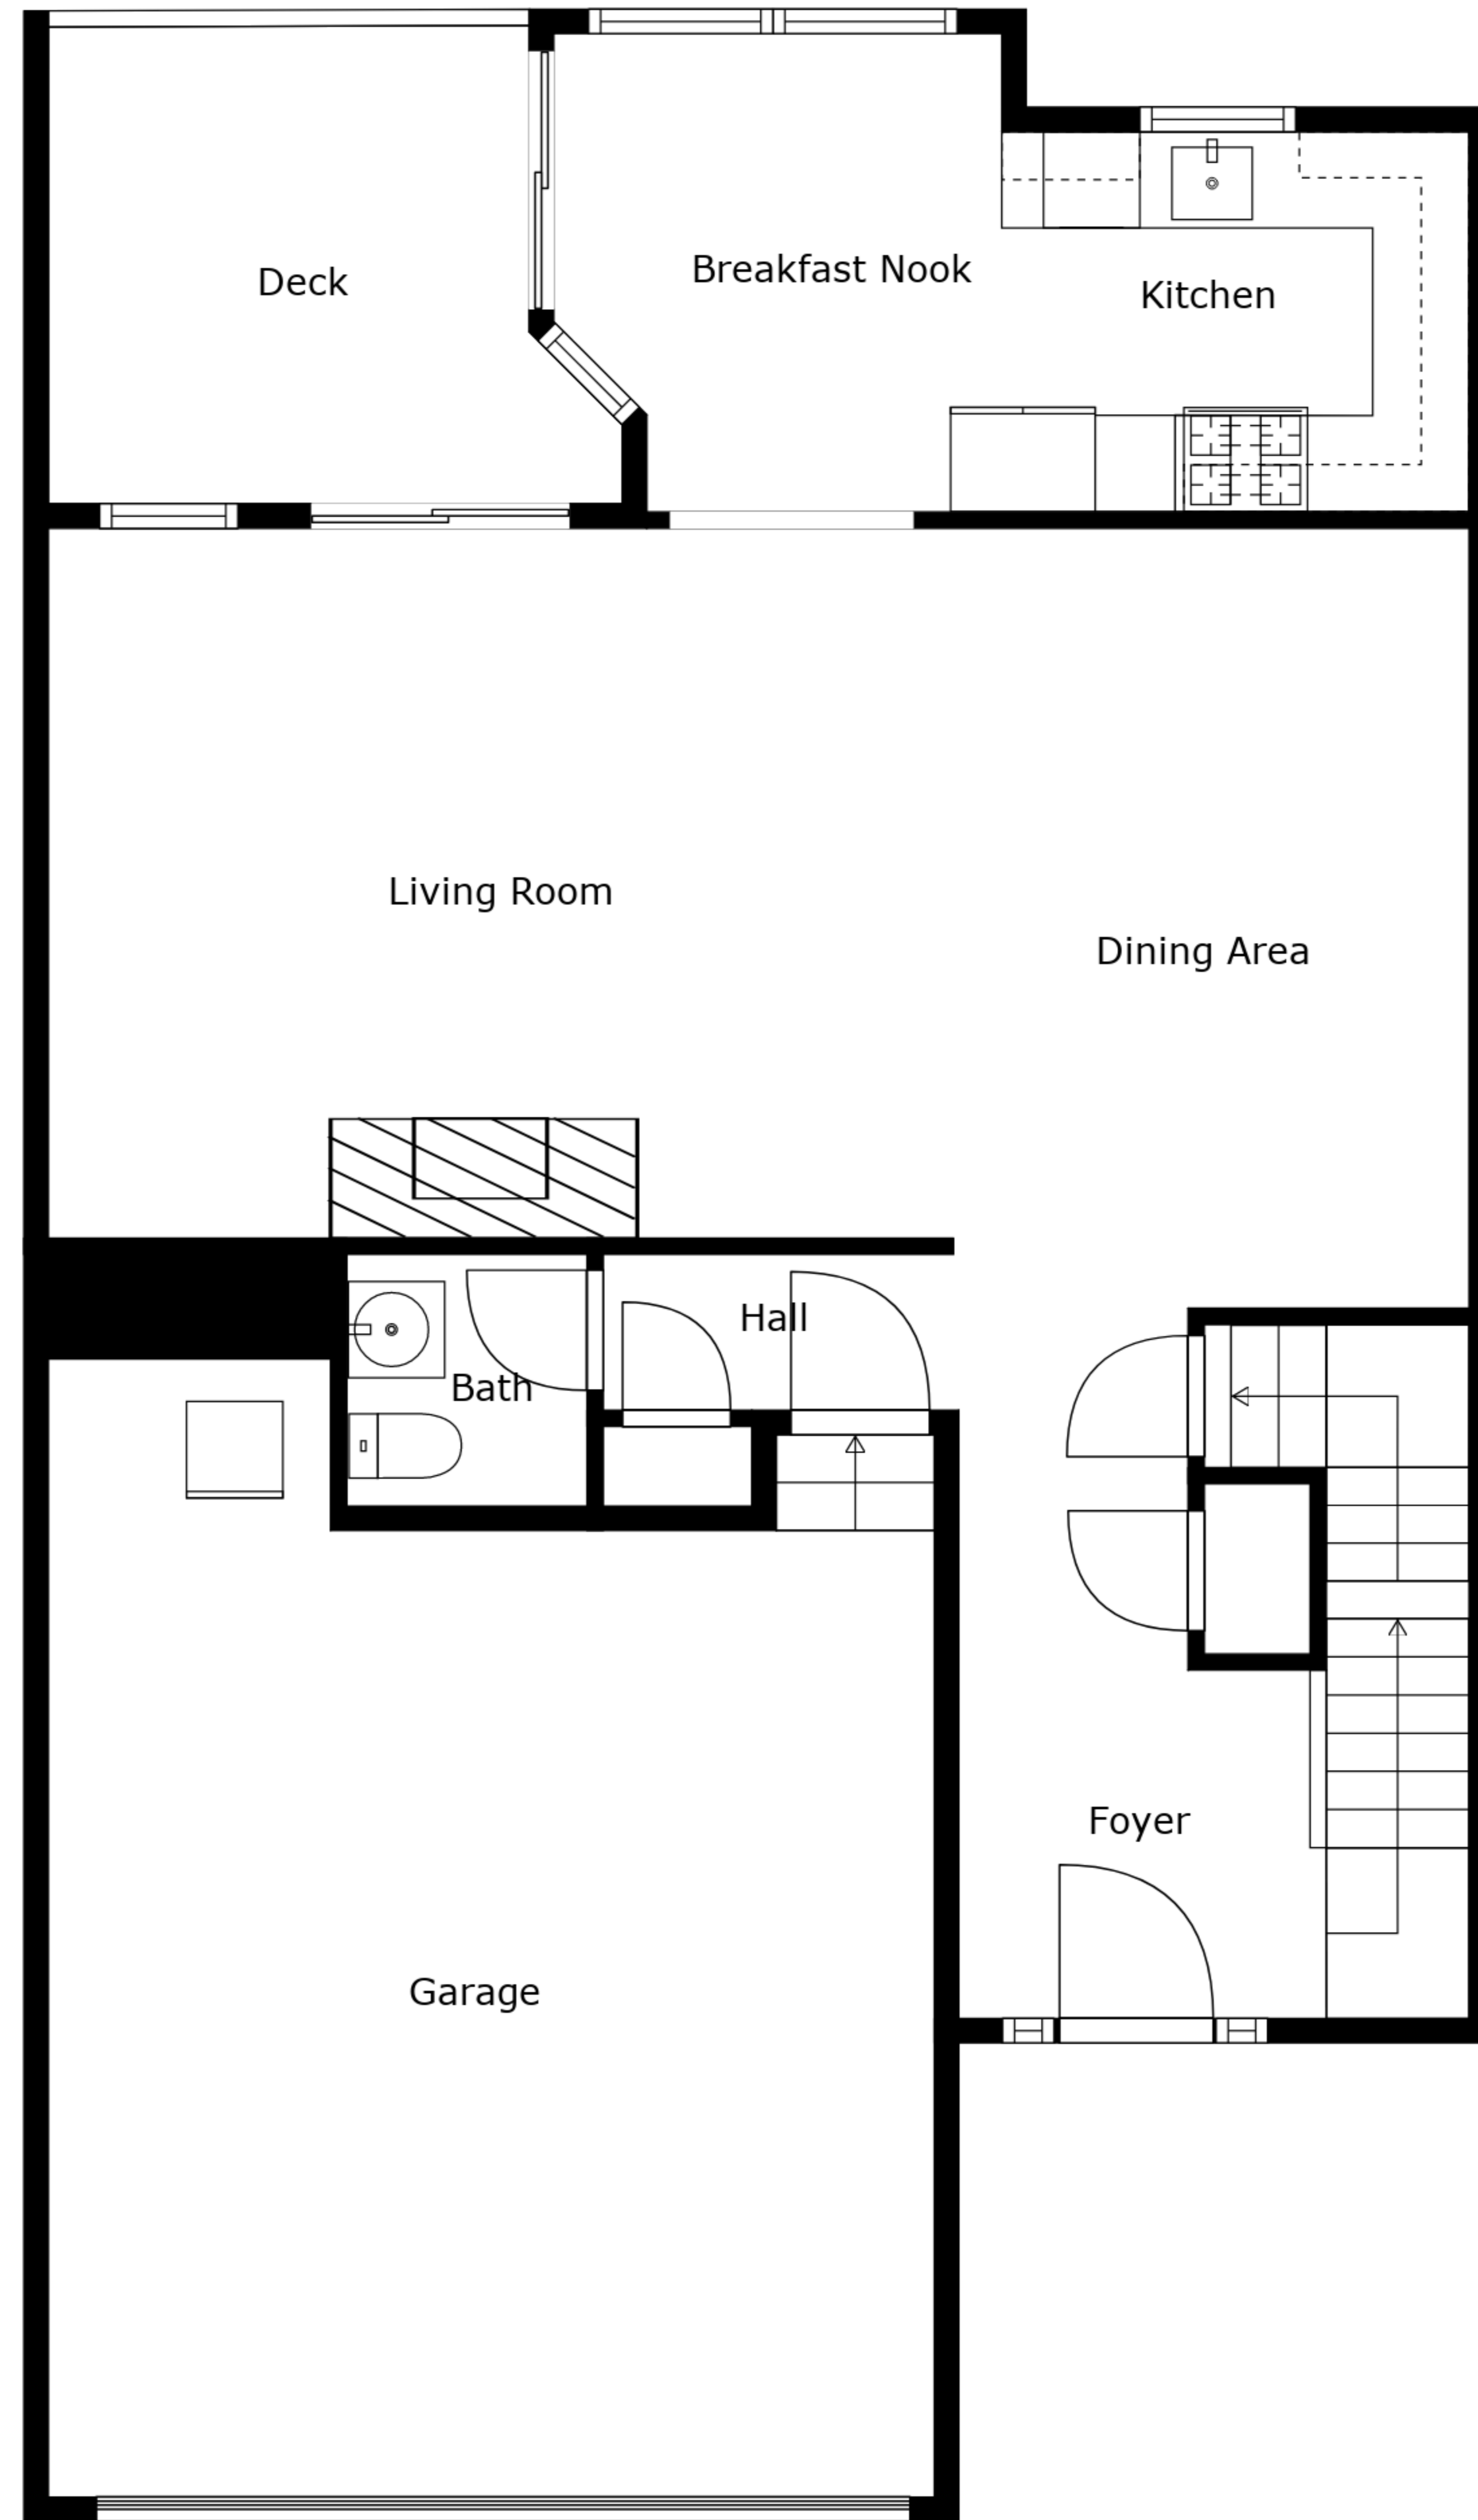 Deck
Breakfast Nook
Kitchen
Living Room
Dining Area
Hall
Bath
Foyer
Garage